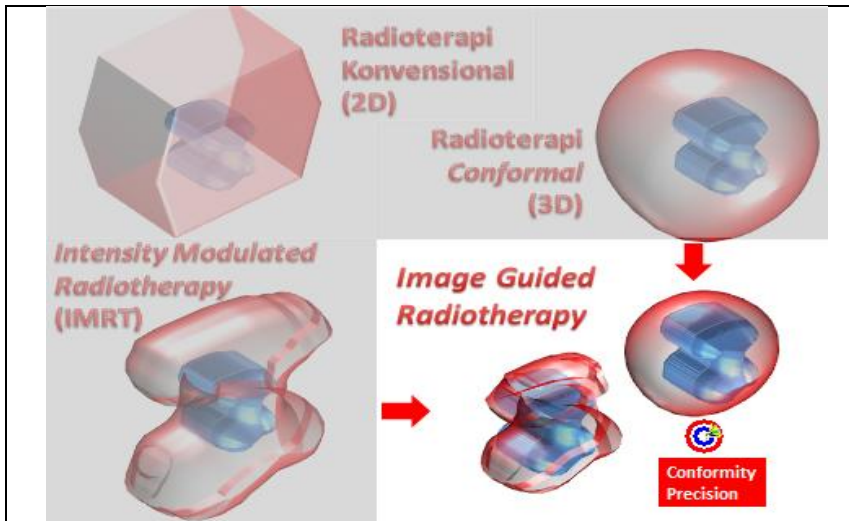 Radioterapi
Konvensional
(2D)
Radioterapi
Conformal
(3D)
Intensity Modulated
Radiotherapy
(IMRT)
Image Guided
Radiotherapy
Conformity
Precision